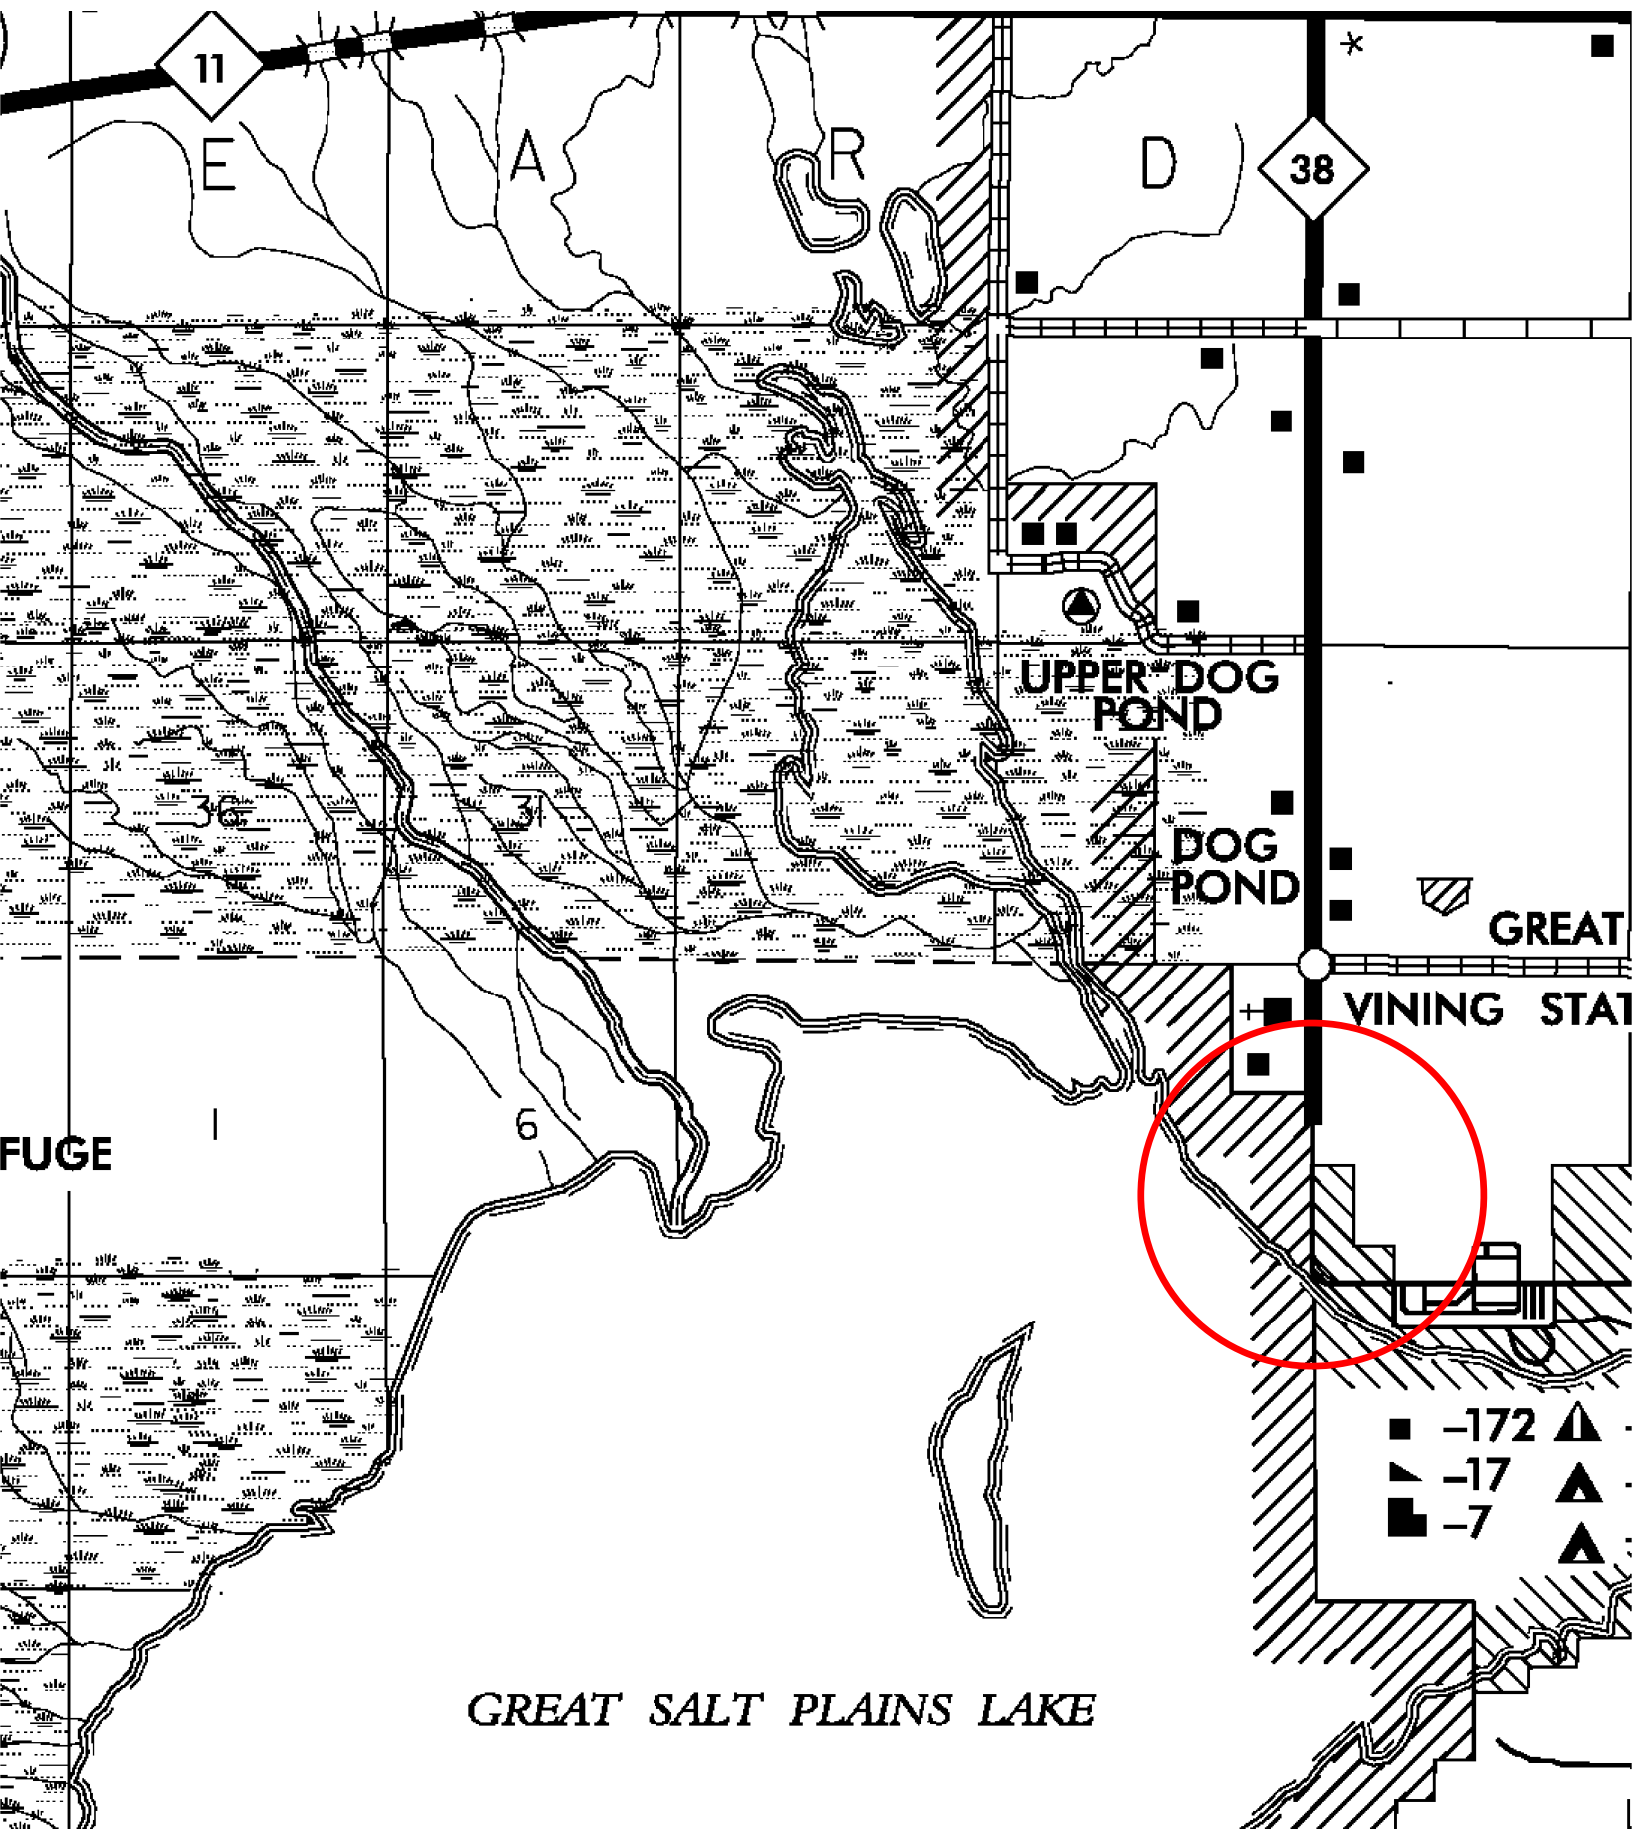 11
E A R D
38
UPPER DOG
POND
36
31
DOG
POND
GREAT
VINING STAT
1
6
FUGE
–172
–17
–7
GREAT SALT PLAINS LAKE